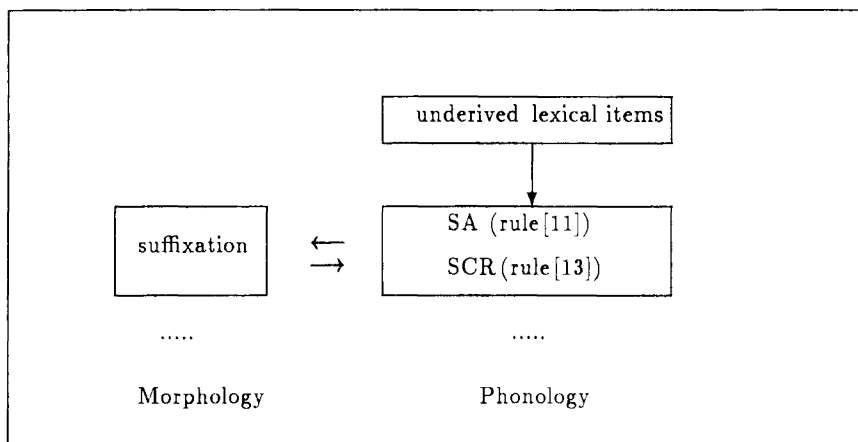 underived lexical items
SA (rule[11])
suffixation
SCR(rule[13])
..... .....
Morphology Phonology